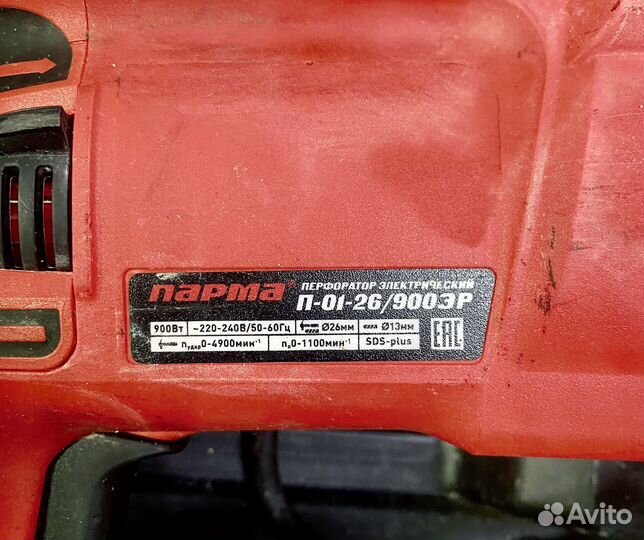 парма®
ПЕРФОРАТОР ЭЛЕКТРИЧЕСКИЙ
П-01-26/900ЭР
900Вт ~220-240В/50-60Гц Ø26мм Ø13мм
nудар0-4900мин⁻¹ n₀0-1100мин⁻¹ SDS-plus
EAC
Avito